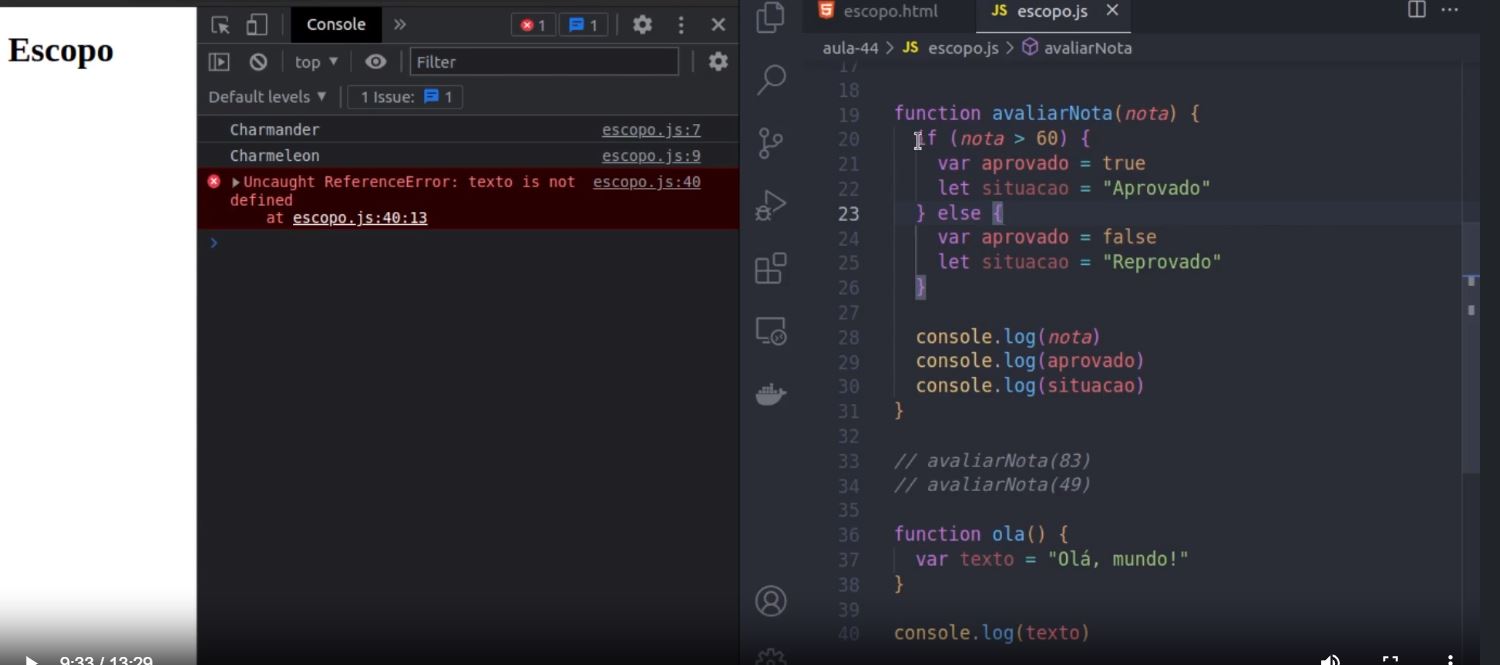 Escopo
Console
1
1
top
Filter
Default levels
1 Issue:
1
Charmander
escopo.js:7
Charmeleon
escopo.js:9
Uncaught ReferenceError: texto is not
escopo.js:40
defined
at escopo.js:40:13
9:33 / 13:29
escopo.html
JS escopo.js
aula-44 > JS escopo.js > avaliarNota
17
18
19 function avaliarNota(nota) {
20 if (nota > 60) {
21 var aprovado = true
22 let situacao = "Aprovado"
23 } else {
24 var aprovado = false
25 let situacao = "Reprovado"
26 }
27
28 console.log(nota)
29 console.log(aprovado)
30 console.log(situacao)
31 }
32
33 // avaliarNota(83)
34 // avaliarNota(49)
35
36 function ola() {
37 var texto = "Olá, mundo!"
38 }
39
40 console.log(texto)